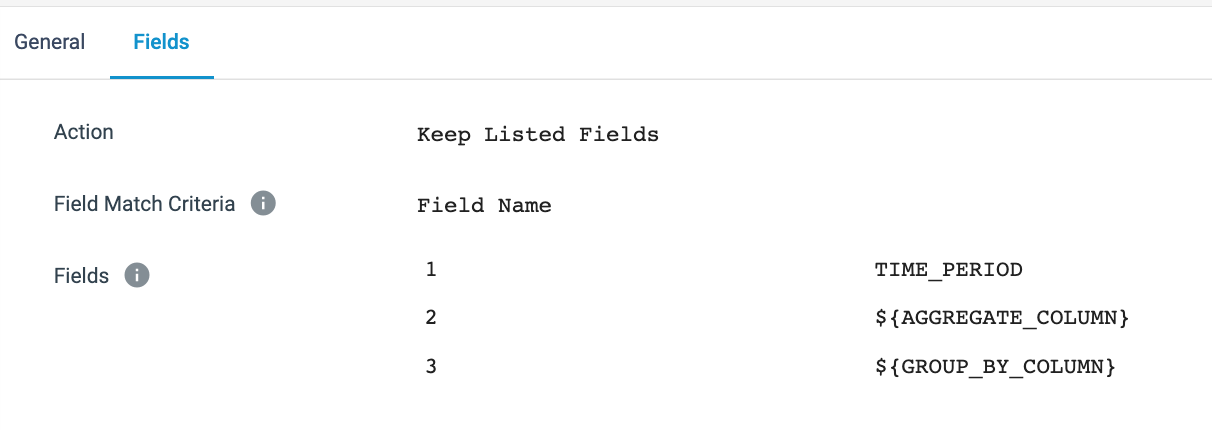 General Fields
Action Keep Listed Fields
Field Match Criteria Field Name
Fields 1 TIME_PERIOD
2 ${AGGREGATE_COLUMN}
3 ${GROUP_BY_COLUMN}